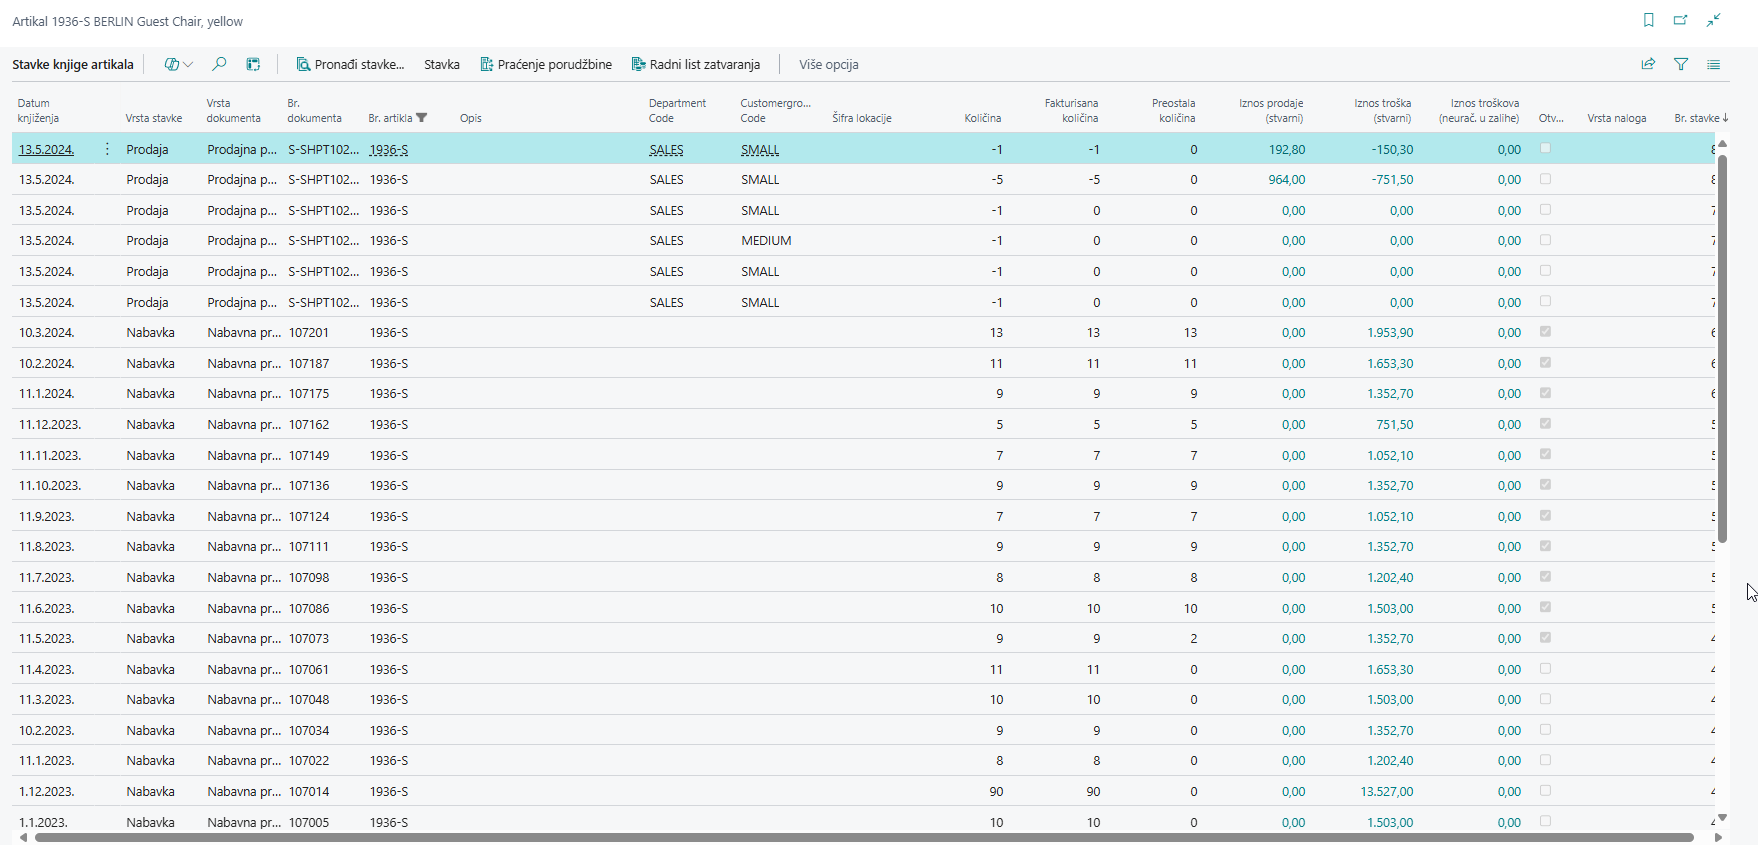 Artikal 1936-S BERLIN Guest Chair, yellow
Stavke knjige artikala Pronađi stavke... Stavka Praćenje porudžbine Radni list zatvaranja Više opcija
Datum knjiženja Vrsta stavke Vrsta dokumenta Br. dokumenta Br. artikla Opis Department Code Customergro... Code Šifra lokacije Količina Fakturisana količina Preostala količina Iznos prodaje (stvarni) Iznos troška (stvarni) Iznos troškova (neurač. u zalihe) Otv... Vrsta naloga Br. stavke
13.5.2024. Prodaja Prodajna p... S-SHPT102... 1936-S SALES SMALL -1 -1 0 192,80 -150,30 0,00
13.5.2024. Prodaja Prodajna p... S-SHPT102... 1936-S SALES SMALL -5 -5 0 964,00 -751,50 0,00
13.5.2024. Prodaja Prodajna p... S-SHPT102... 1936-S SALES SMALL -1 0 0 0,00 0,00 0,00
13.5.2024. Prodaja Prodajna p... S-SHPT102... 1936-S SALES MEDIUM -1 0 0 0,00 0,00 0,00
13.5.2024. Prodaja Prodajna p... S-SHPT102... 1936-S SALES SMALL -1 0 0 0,00 0,00 0,00
13.5.2024. Prodaja Prodajna p... S-SHPT102... 1936-S SALES SMALL -1 0 0 0,00 0,00 0,00
10.3.2024. Nabavka Nabavna pr... 107201 1936-S 13 13 13 0,00 1.953,90 0,00
10.2.2024. Nabavka Nabavna pr... 107187 1936-S 11 11 11 0,00 1.653,30 0,00
11.1.2024. Nabavka Nabavna pr... 107175 1936-S 9 9 9 0,00 1.352,70 0,00
11.12.2023. Nabavka Nabavna pr... 107162 1936-S 5 5 5 0,00 751,50 0,00
11.11.2023. Nabavka Nabavna pr... 107149 1936-S 7 7 7 0,00 1.052,10 0,00
11.10.2023. Nabavka Nabavna pr... 107136 1936-S 9 9 9 0,00 1.352,70 0,00
11.9.2023. Nabavka Nabavna pr... 107124 1936-S 7 7 7 0,00 1.052,10 0,00
11.8.2023. Nabavka Nabavna pr... 107111 1936-S 9 9 9 0,00 1.352,70 0,00
11.7.2023. Nabavka Nabavna pr... 107098 1936-S 8 8 8 0,00 1.202,40 0,00
11.6.2023. Nabavka Nabavna pr... 107086 1936-S 10 10 10 0,00 1.503,00 0,00
11.5.2023. Nabavka Nabavna pr... 107073 1936-S 9 9 2 0,00 1.352,70 0,00
11.4.2023. Nabavka Nabavna pr... 107061 1936-S 11 11 0 0,00 1.653,30 0,00
11.3.2023. Nabavka Nabavna pr... 107048 1936-S 10 10 0 0,00 1.503,00 0,00
10.2.2023. Nabavka Nabavna pr... 107034 1936-S 9 9 0 0,00 1.352,70 0,00
11.1.2023. Nabavka Nabavna pr... 107022 1936-S 8 8 0 0,00 1.202,40 0,00
1.12.2023. Nabavka Nabavna pr... 107014 1936-S 90 90 0 0,00 13.527,00 0,00
1.1.2023. Nabavka Nabavna pr... 107005 1936-S 10 10 0 0,00 1.503,00 0,00